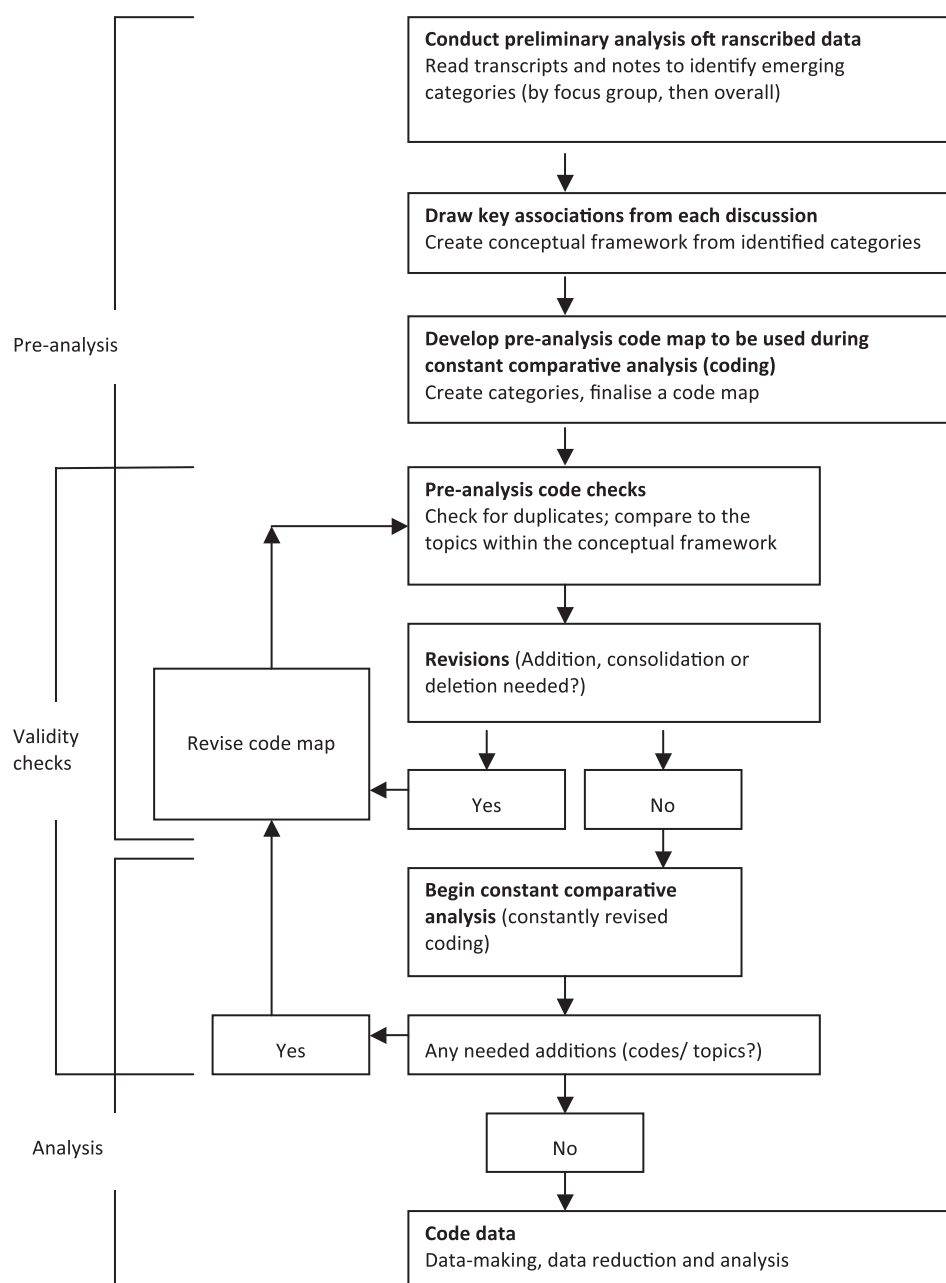 Conduct preliminary analysis oft ranscribed data
Read transcripts and notes to identify emerging
categories (by focus group, then overall)
Draw key associations from each discussion
Create conceptual framework from identified categories
Pre-analysis
Develop pre-analysis code map to be used during
constant comparative analysis (coding)
Create categories, finalise a code map
Pre-analysis code checks
Check for duplicates; compare to the
topics within the conceptual framework
Revisions (Addition, consolidation or
deletion needed?)
Validity
checks
Revise code map
Yes
No
Begin constant comparative
analysis (constantly revised
coding)
Yes
Any needed additions (codes/ topics?)
Analysis
No
Code data
Data-making, data reduction and analysis